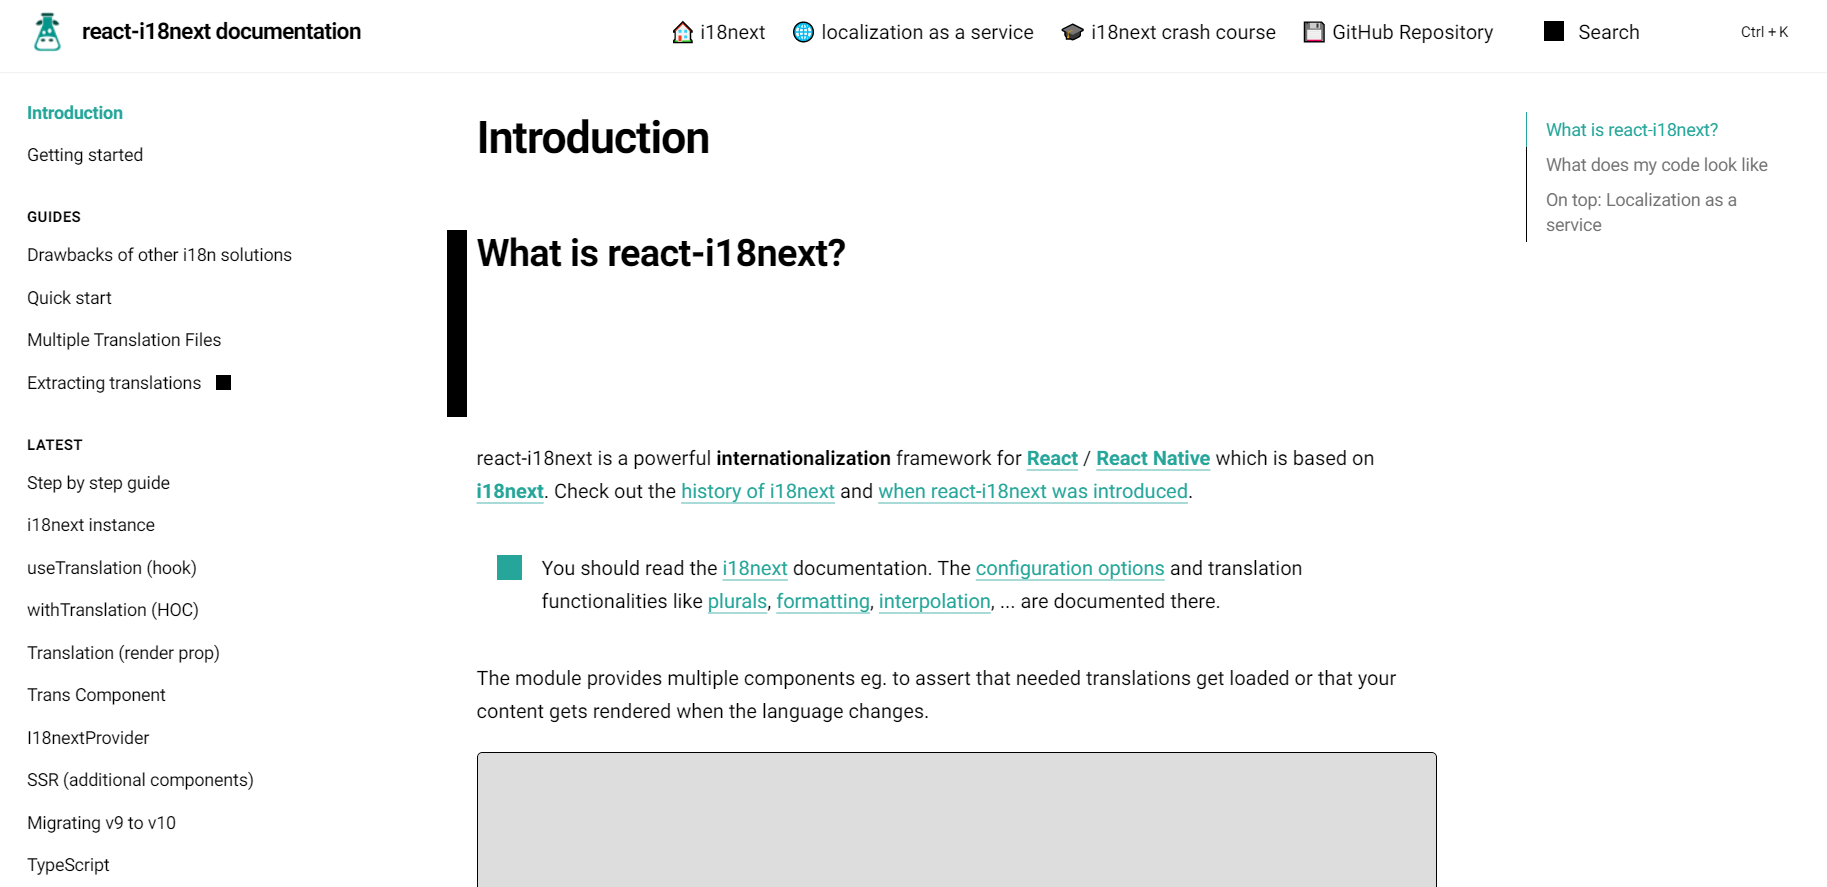 react-i18next documentation
i18next
localization as a service
i18next crash course
GitHub Repository
Search
Ctrl + K
Introduction
Getting started
GUIDES
Drawbacks of other i18n solutions
Quick start
Multiple Translation Files
Extracting translations
LATEST
Step by step guide
i18next instance
useTranslation (hook)
withTranslation (HOC)
Translation (render prop)
Trans Component
I18nextProvider
SSR (additional components)
Migrating v9 to v10
TypeScript
Introduction
What is react-i18next?
react-i18next is a powerful internationalization framework for React / React Native which is based on
i18next. Check out the history of i18next and when react-i18next was introduced.
You should read the i18next documentation. The configuration options and translation
functionalities like plurals, formatting, interpolation, ... are documented there.
The module provides multiple components eg. to assert that needed translations get loaded or that your
content gets rendered when the language changes.
What is react-i18next?
What does my code look like
On top: Localization as a
service